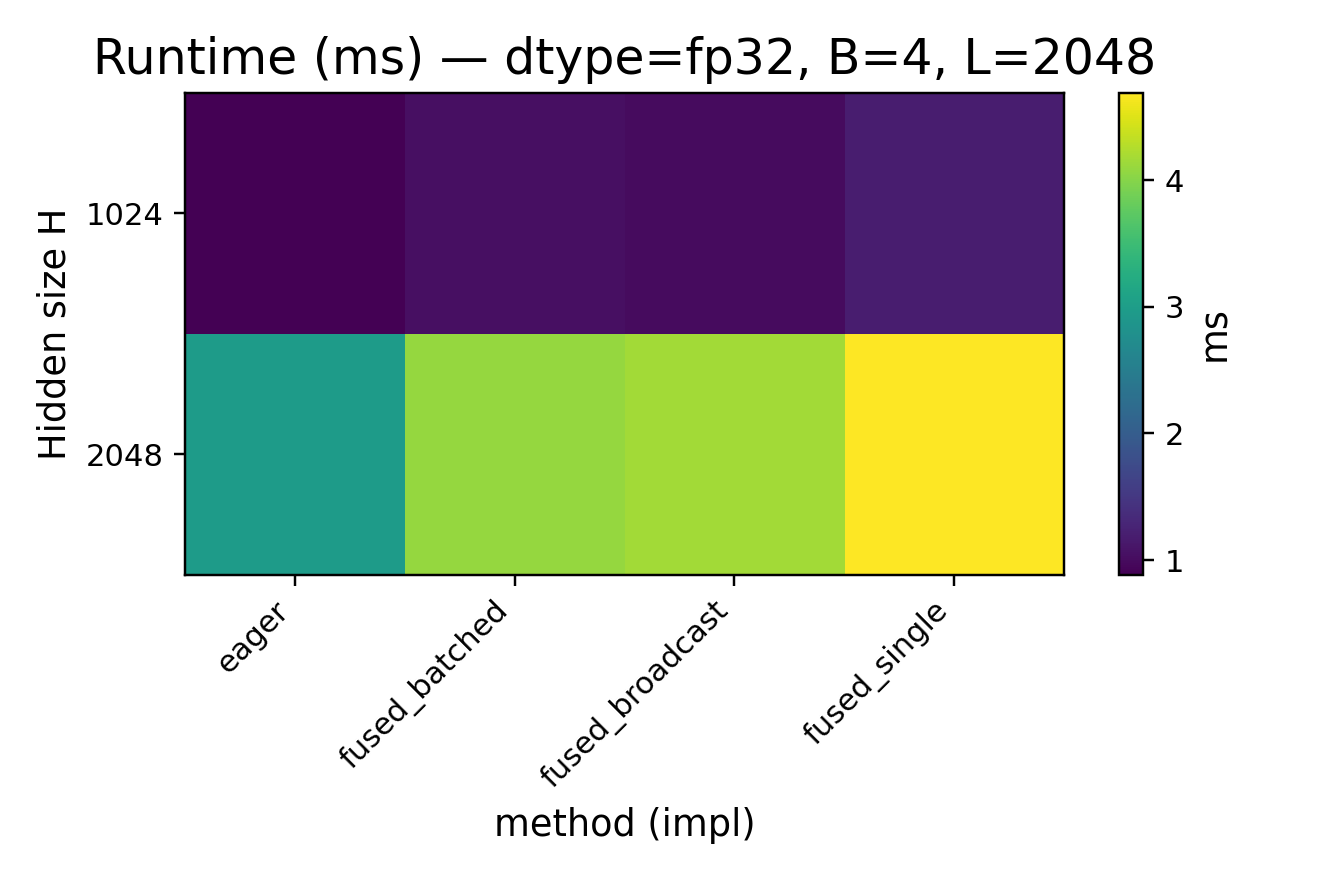 Runtime (ms) — dtype=fp32, B=4, L=2048
Hidden size H
1024
2048
eager
fused_batched
fused_broadcast
fused_single
method (impl)
4
3
2
1
ms